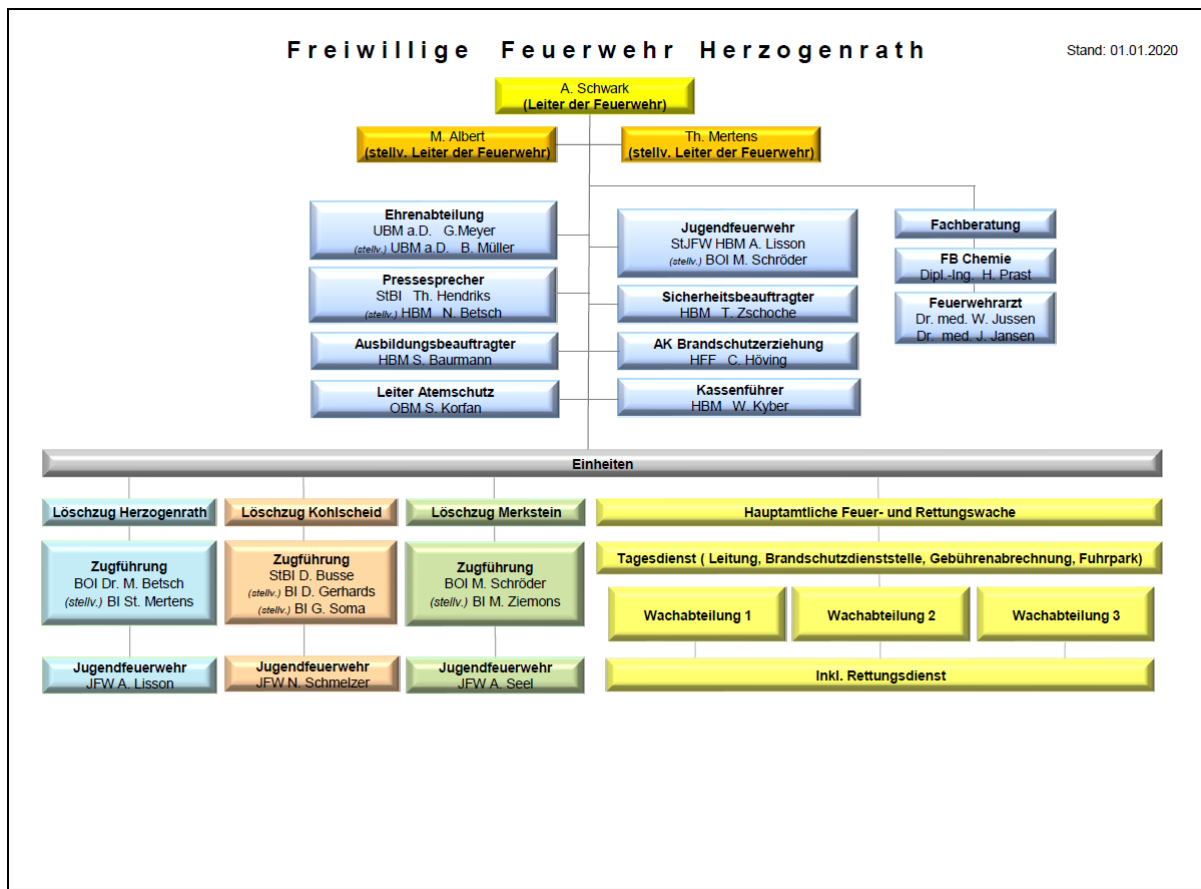 Freiwillige Feuerwehr Herzogenrath
Stand: 01.01.2020
A. Schwark
(Leiter der Feuerwehr)
M. Albert
(stellv. Leiter der Feuerwehr)
Th. Mertens
(stellv. Leiter der Feuerwehr)
Ehrenabteilung
UBM a.D. G.Meyer
(stellv.) UBM a.D. B. Müller
Jugendfeuerwehr
StJFW HBM A. Lisson
(stellv.) BOI M. Schröder
Fachberatung
FB Chemie
Dipl.-Ing. H. Prast
Feuerwehrarzt
Dr. med. W. Jussen
Dr. med. J. Jansen
Pressesprecher
StBI Th. Hendriks
(stellv.) HBM N. Betsch
Sicherheitsbeauftragter
HBM T. Zschoche
Ausbildungsbeauftragter
HBM S. Baurmann
AK Brandschutzerziehung
HFF C. Höving
Leiter Atemschutz
OBM S. Korfan
Kassenführer
HBM W. Kyber
Einheiten
Löschzug Herzogenrath
Löschzug Kohlscheid
Löschzug Merkstein
Hauptamtliche Feuer- und Rettungswache
Zugführung
BOI Dr. M. Betsch
(stellv.) BI St. Mertens
Zugführung
StBI D. Busse
(stellv.) BI D. Gerhards
(stellv.) BI G. Soma
Zugführung
BOI M. Schröder
(stellv.) BI M. Ziemons
Tagesdienst ( Leitung, Brandschutzdienststelle, Gebührenabrechnung, Fuhrpark)
Wachabteilung 1
Wachabteilung 2
Wachabteilung 3
Jugendfeuerwehr
JFW A. Lisson
Jugendfeuerwehr
JFW N. Schmelzer
Jugendfeuerwehr
JFW A. Seel
Inkl. Rettungsdienst